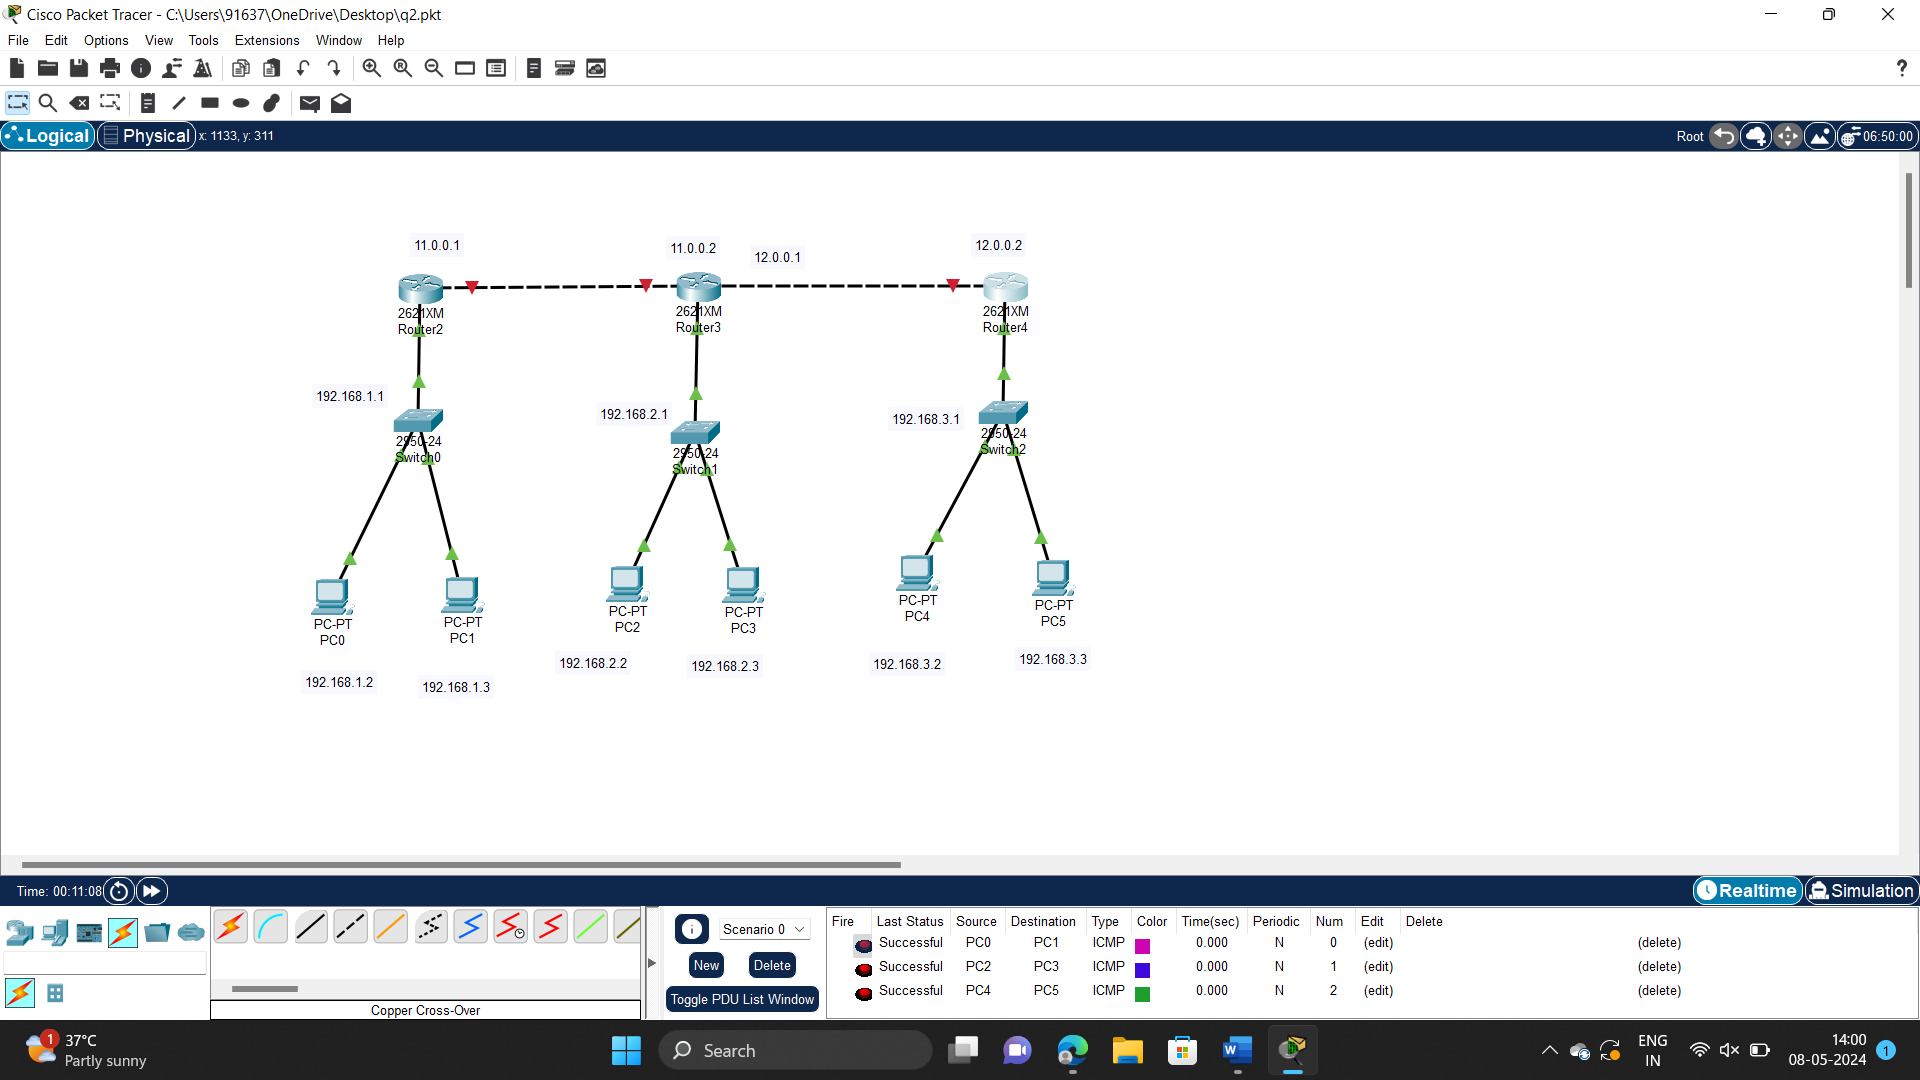 Cisco Packet Tracer - C:\Users\91637\OneDrive\Desktop\q2.pkt
File Edit Options View Tools Extensions Window Help
?
Logical Physical x: 1133, y: 311 Root 06:50:00
11.0.0.1 11.0.0.2 12.0.0.1 12.0.0.2
2621XM 2621XM 2621XM
Router2 Router3 Router4
192.168.1.1 192.168.2.1 192.168.3.1
2950-24 2950-24 2950-24
Switch0 Switch1 Switch2
PC-PT PC-PT PC-PT PC-PT PC-PT PC-PT
PC0 PC1 PC2 PC3 PC4 PC5
192.168.1.2 192.168.1.3 192.168.2.2 192.168.2.3 192.168.3.2 192.168.3.3
Time: 00:11:08 Realtime Simulation
Scenario 0
New Delete
Toggle PDU List Window
Copper Cross-Over
Fire Last Status Source Destination Type Color Time(sec) Periodic Num Edit Delete
Successful PC0 PC1 ICMP 0.000 N 0 (edit) (delete)
Successful PC2 PC3 ICMP 0.000 N 1 (edit) (delete)
Successful PC4 PC5 ICMP 0.000 N 2 (edit) (delete)
1 37°C
Partly sunny
Search
ENG
IN
14:00
08-05-2024
1